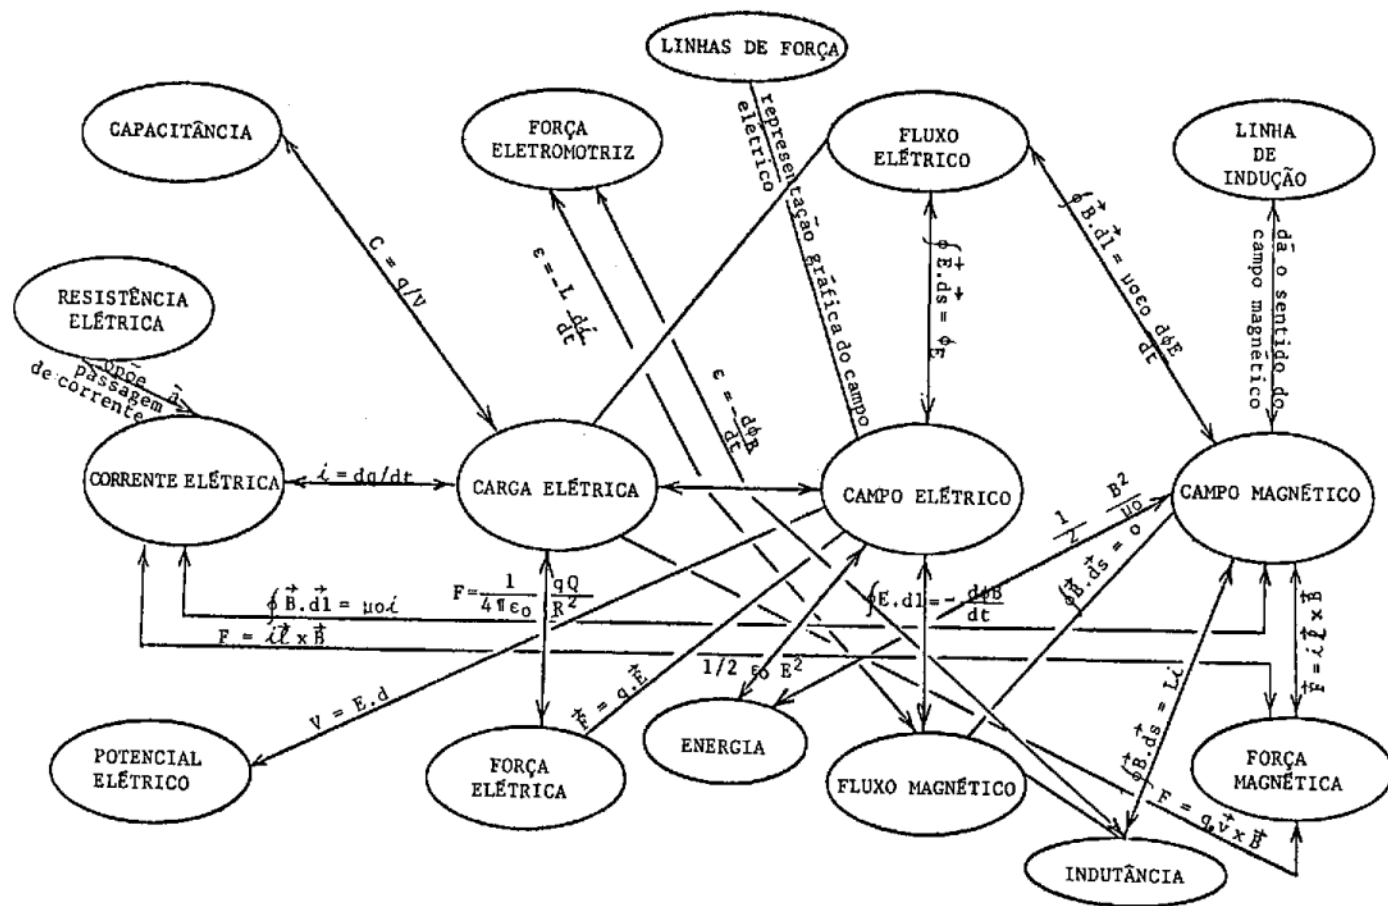 LINHAS DE FORÇA
CAPACITÂNCIA
FORÇA
ELETROMOTRIZ
representação gráfica do campo
eletrico
FLUXO
ELÉTRICO
LINHA
DE
INDUÇÃO
C = q/V
ε = - L di/dt
ε = - dϕB/dt
∮ E⃗.ds⃗ = ϕE
∮ B⃗.dl⃗ = μoεo dϕE/dt
dá o sentido do
campo magnético
RESISTÊNCIA
ELÉTRICA
opõe à
passagem
de corrente
CORRENTE ELÉTRICA
i = dq/dt
CARGA ELÉTRICA
CAMPO ELÉTRICO
CAMPO MAGNÉTICO
1/2 B²/μo
∮B⃗.ds⃗ = o
∮ B⃗.dl⃗ = μoi
F = 1/4πε₀ qQ/R²
∮E.dl = - dϕB/dt
F = iℓ⃗ x B⃗
F⃗ = iℓ⃗ x B⃗
1/2 ε₀ E²
V = E.d
F⃗ = q.E⃗
∮B⃗.ds⃗ = Li
F = q.v⃗ x B⃗
POTENCIAL
ELÉTRICO
FORÇA
ELÉTRICA
ENERGIA
FLUXO MAGNÉTICO
FORÇA
MAGNÉTICA
INDUTÂNCIA